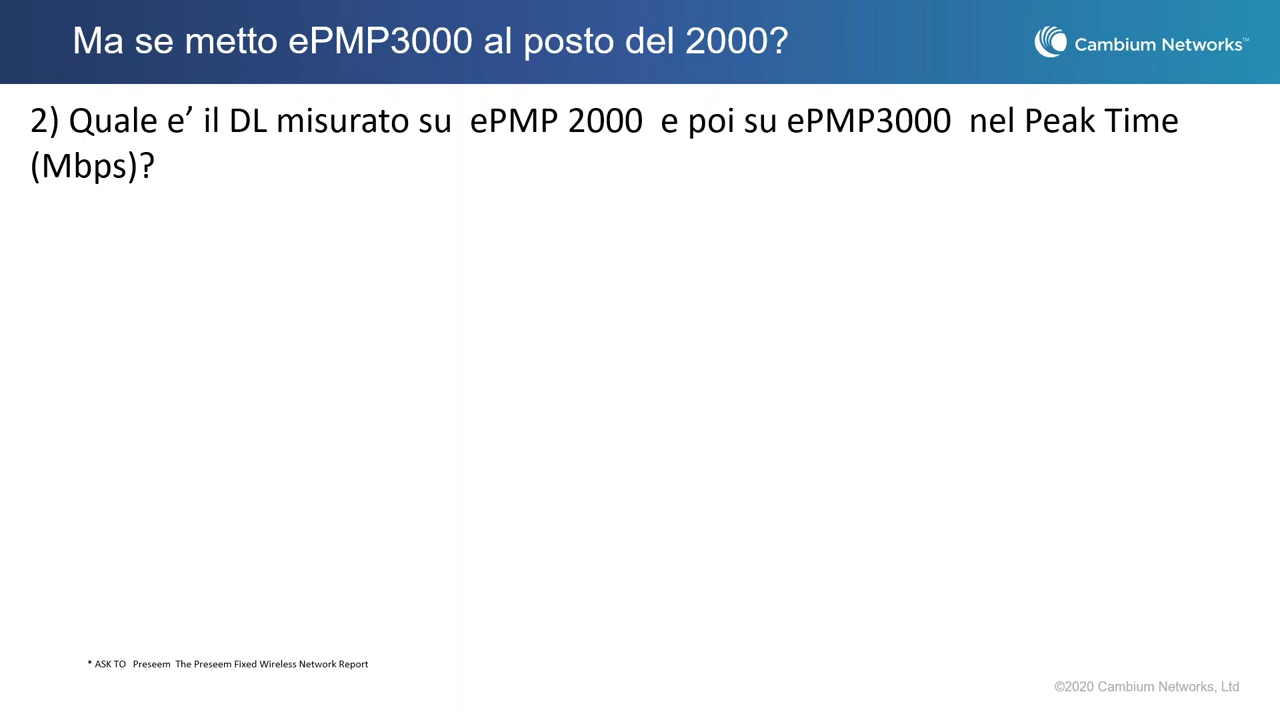 Ma se metto ePMP3000 al posto del 2000?
Cambium Networks™
2) Quale e’ il DL misurato su ePMP 2000 e poi su ePMP3000 nel Peak Time
(Mbps)?
* ASK TO Preseem The Preseem Fixed Wireless Network Report
©2020 Cambium Networks, Ltd